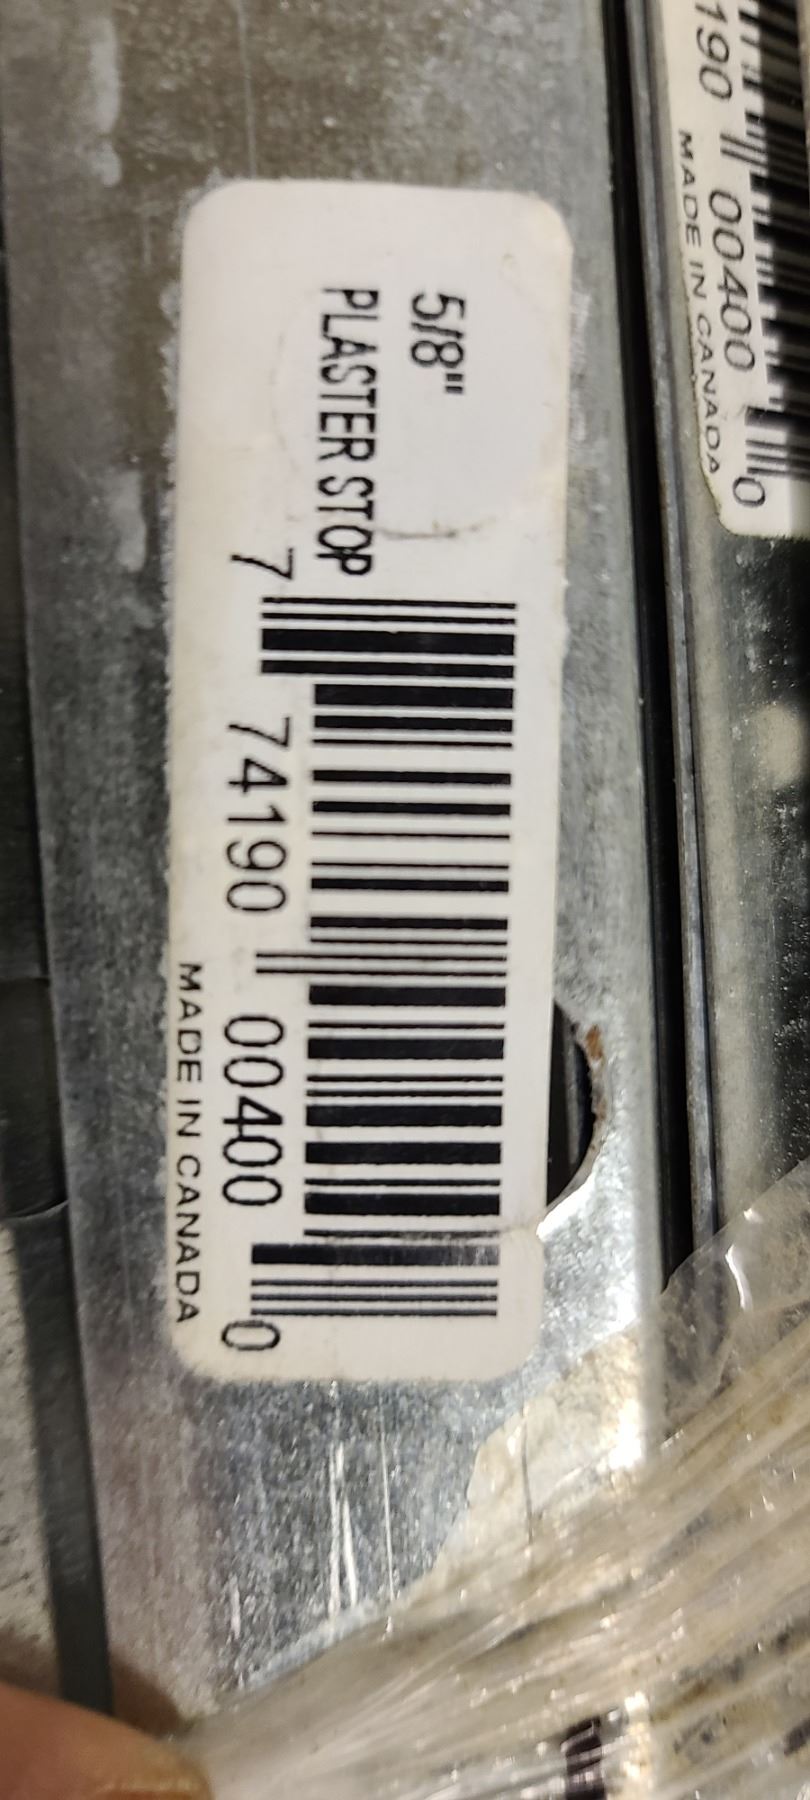 5/8"
PLASTER STOP
7 74190 00400 0
MADE IN CANADA
190 00400 0
MADE IN CANADA